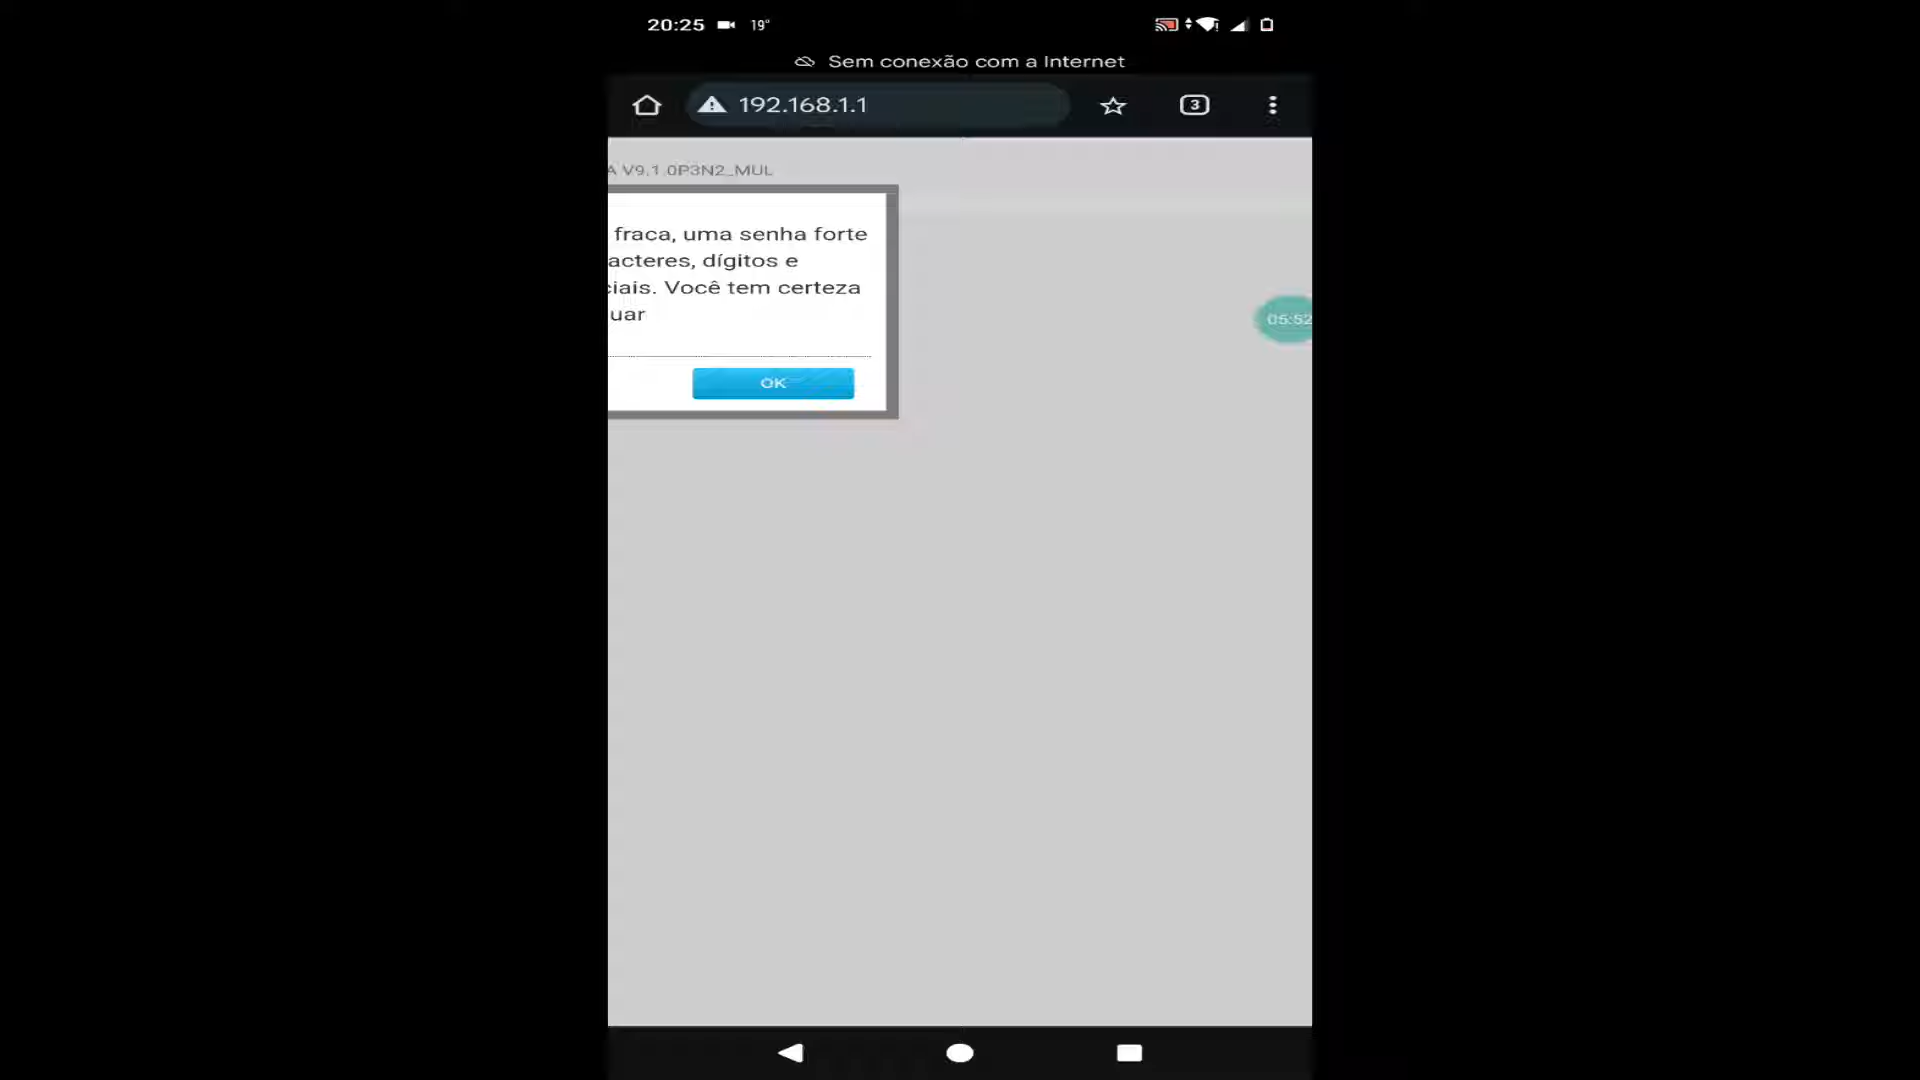 20:25 19°
Sem conexão com a Internet
192.168.1.1 3
A V9.1.0P3N2_MUL
fraca, uma senha forte
acteres, dígitos e
ciais. Você tem certeza
uar
05:52
OK